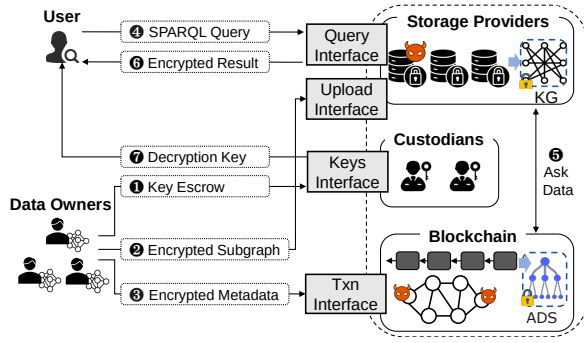 User
❹ SPARQL Query
❻ Encrypted Result
Query
Interface
Storage Providers
KG
Upload
Interface
❼ Decryption Key
❶ Key Escrow
Keys
Interface
Custodians
❺
Ask
Data
Data Owners
❷ Encrypted Subgraph
❸ Encrypted Metadata
Txn
Interface
Blockchain
ADS